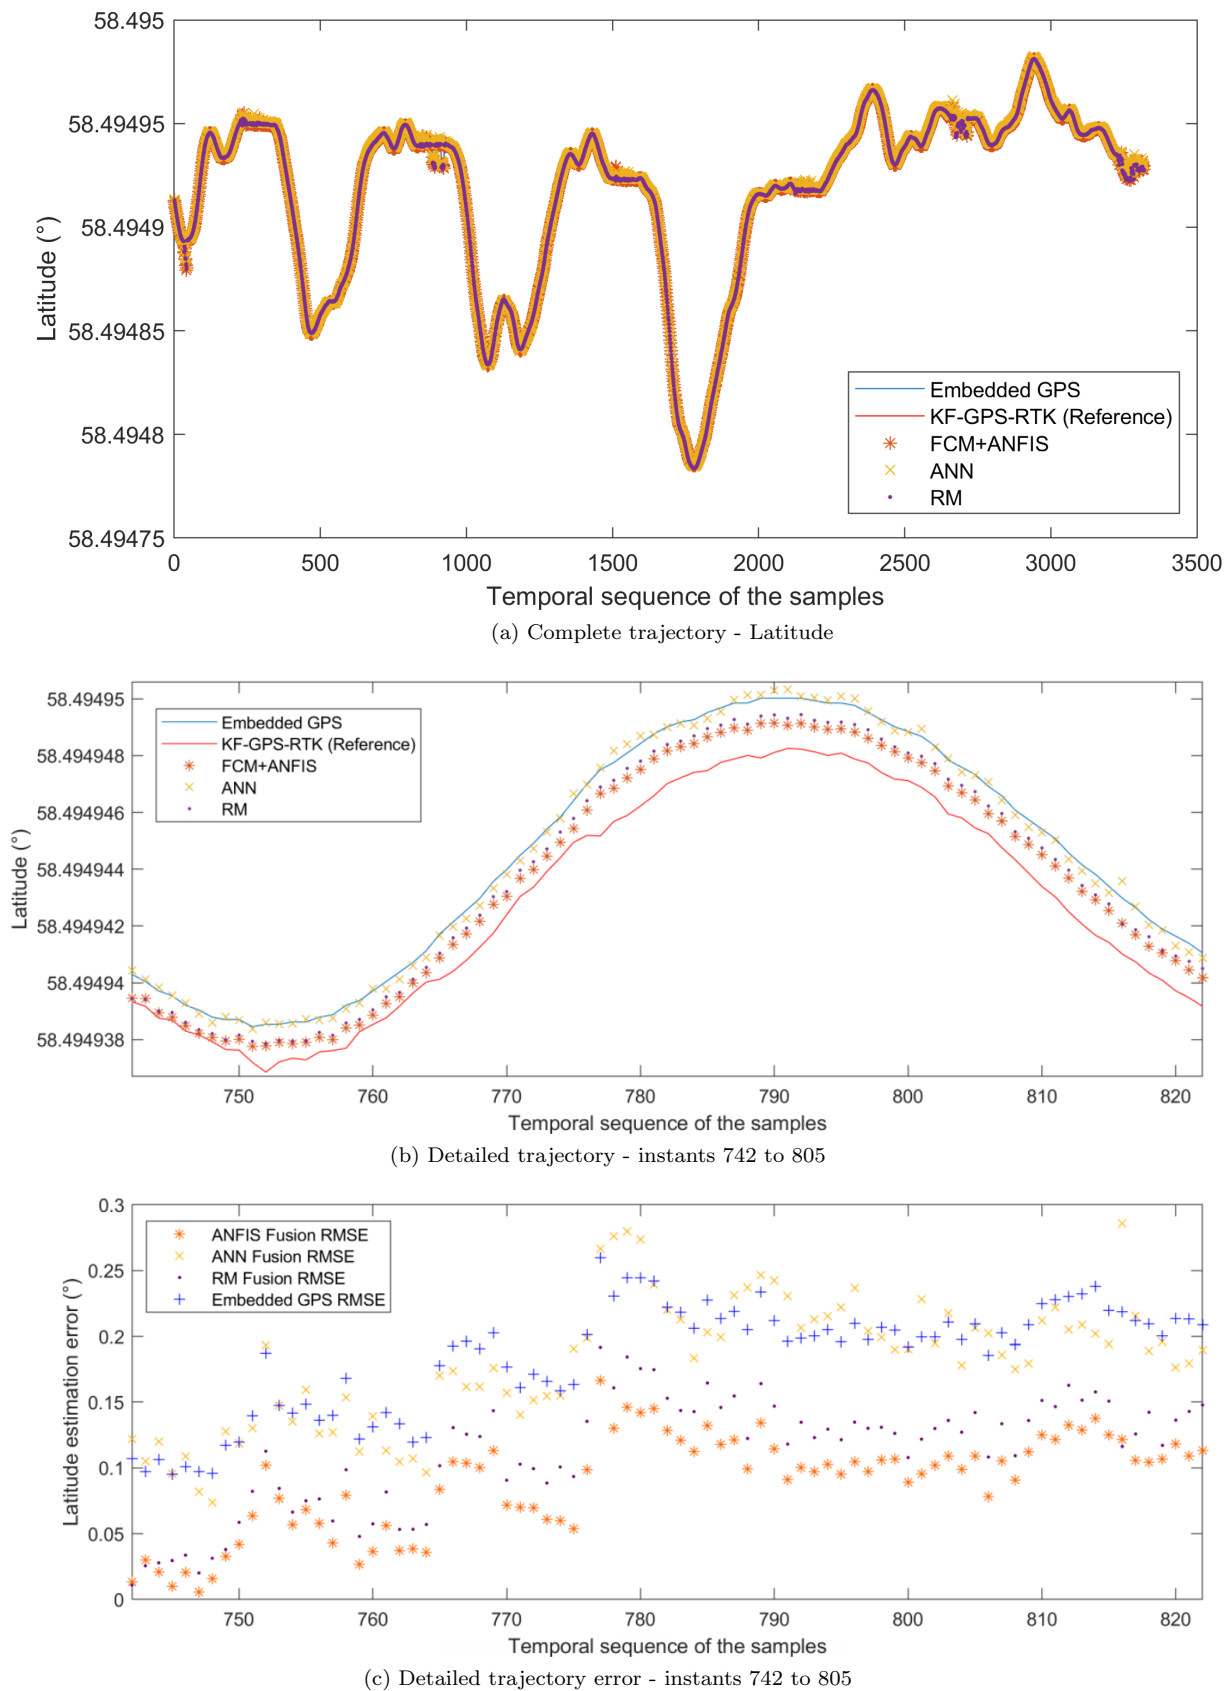 58.495
58.49495
58.4949
58.49485
58.4948
58.49475
Latitude (°)
Embedded GPS
KF-GPS-RTK (Reference)
FCM+ANFIS
ANN
RM
0 500 1000 1500 2000 2500 3000 3500
Temporal sequence of the samples
(a) Complete trajectory - Latitude
58.49495
58.494948
58.494946
58.494944
58.494942
58.49494
58.494938
Latitude (°)
Embedded GPS
KF-GPS-RTK (Reference)
FCM+ANFIS
ANN
RM
750 760 770 780 790 800 810 820
Temporal sequence of the samples
(b) Detailed trajectory - instants 742 to 805
0.3
0.25
0.2
0.15
0.1
0.05
0
Latitude estimation error (°)
ANFIS Fusion RMSE
ANN Fusion RMSE
RM Fusion RMSE
Embedded GPS RMSE
750 760 770 780 790 800 810 820
Temporal sequence of the samples
(c) Detailed trajectory error - instants 742 to 805